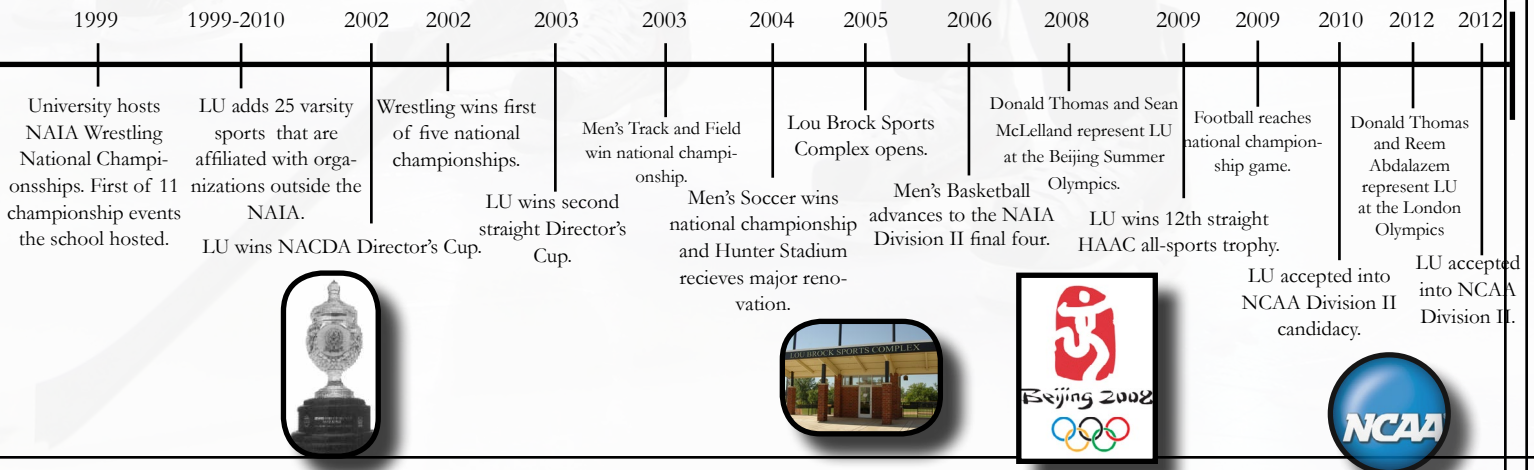 1999 1999-2010 2002 2002 2003 2003 2004 2005 2006 2008 2009 2009 2010 2012 2012
University hosts
NAIA Wrestling
National Champi-
onsships. First of 11
championship events
the school hosted.
LU adds 25 varsity
sports that are
affiliated with orga-
nizations outside the
NAIA.
LU wins NACDA Director's Cup.
Wrestling wins first
of five national
championships.
LU wins second
straight Director's
Cup.
Men's Track and Field
win national champi-
onship.
Men's Soccer wins
national championship
and Hunter Stadium
recieves major reno-
vation.
Lou Brock Sports
Complex opens.
Men's Basketball
advances to the NAIA
Division II final four.
Donald Thomas and Sean
McLelland represent LU
at the Beijing Summer
Olympics.
LU wins 12th straight
HAAC all-sports trophy.
Football reaches
national champion-
ship game.
LU accepted into
NCAA Division II
candidacy.
Donald Thomas
and Reem
Abdalazem
represent LU
at the London
Olympics
LU accepted
into NCAA
Division II.
LOU BROCK SPORTS COMPLEX
Beijing 2008
NCAA